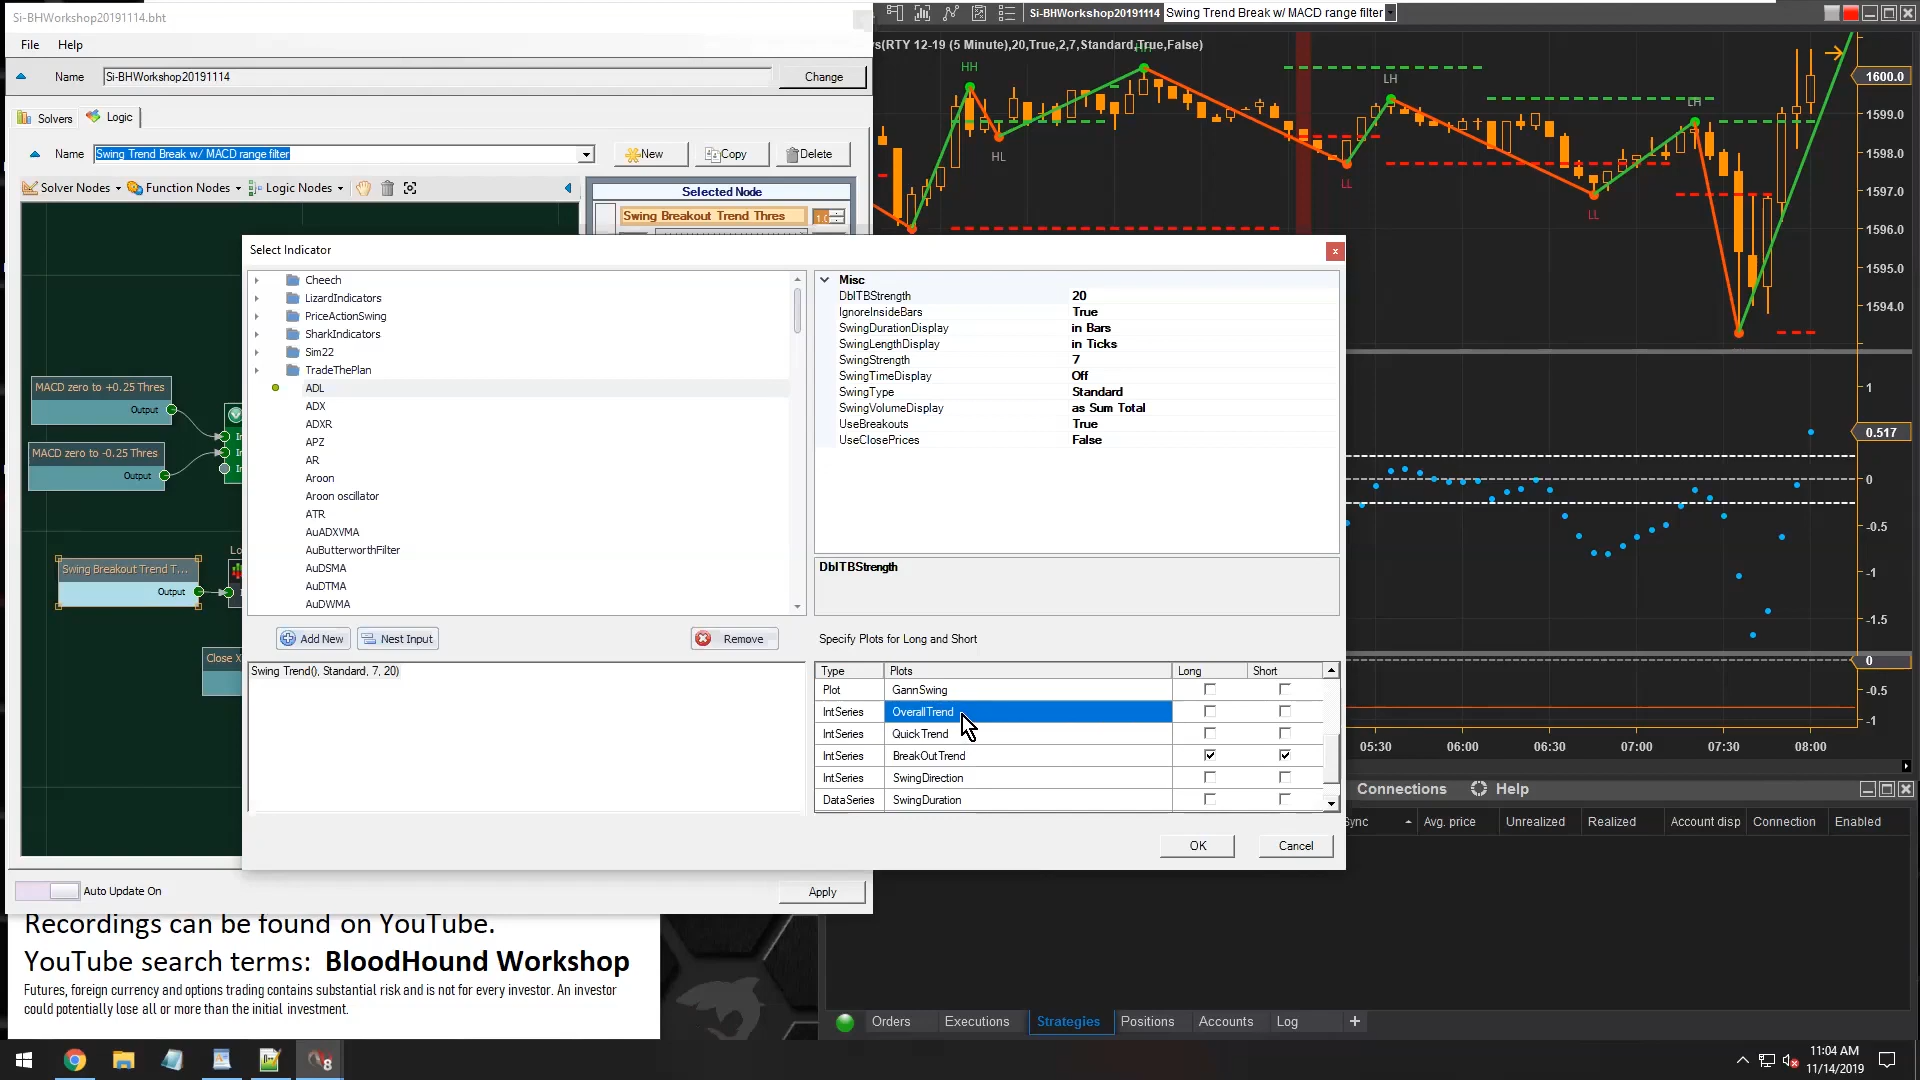 Si-BHWorkshop20191114.bht
File Help
Name Si-BHWorkshop20191114 Change
Solvers Logic
Name Swing Trend Break w/ MACD range filter New Copy Delete
Solver Nodes Function Nodes Logic Nodes
Selected Node
Swing Breakout Trend Thres
MACD zero to +0.25 Thres
Output
MACD zero to -0.25 Thres
Output
Swing Breakout Trend T...
Output
Close X
Auto Update On
Apply
Si-BHWorkshop20191114 Swing Trend Break w/ MACD range filter
(RTY 12-19 (5 Minute),20,True,2,7,Standard,True,False)
HH
HL
LL
LH
LL
LH
1600.0
1599.0
1598.0
1597.0
1596.0
1595.0
1594.0
1
0.517
0
-0.5
-1
-1.5
0
-0.5
-1
05:30 06:00 06:30 07:00 07:30 08:00
Select Indicator
Cheech
LizardIndicators
PriceActionSwing
SharkIndicators
Sim22
TradeThePlan
ADL
ADX
ADXR
APZ
AR
Aroon
Aroon oscillator
ATR
AuADXVMA
AuButterworthFilter
AuDSMA
AuDTMA
AuDWMA
Misc
DblTBStrength 20
IgnoreInsideBars True
SwingDurationDisplay in Bars
SwingLengthDisplay in Ticks
SwingStrength 7
SwingTimeDisplay Off
SwingType Standard
SwingVolumeDisplay as Sum Total
UseBreakouts True
UseClosePrices False
DblTBStrength
Add New Nest Input Remove
Specify Plots for Long and Short
Swing Trend(), Standard, 7, 20)
Type Plots Long Short
Plot GannSwing
IntSeries OverallTrend
IntSeries QuickTrend
IntSeries BreakOutTrend
IntSeries SwingDirection
DataSeries SwingDuration
OK Cancel
Connections Help
Avg. price Unrealized Realized Account disp Connection Enabled
Orders Executions Strategies Positions Accounts Log +
Recordings can be found on YouTube.
YouTube search terms: BloodHound Workshop
Futures, foreign currency and options trading contains substantial risk and is not for every investor. An investor
could potentially lose all or more than the initial investment.
11:04 AM
11/14/2019